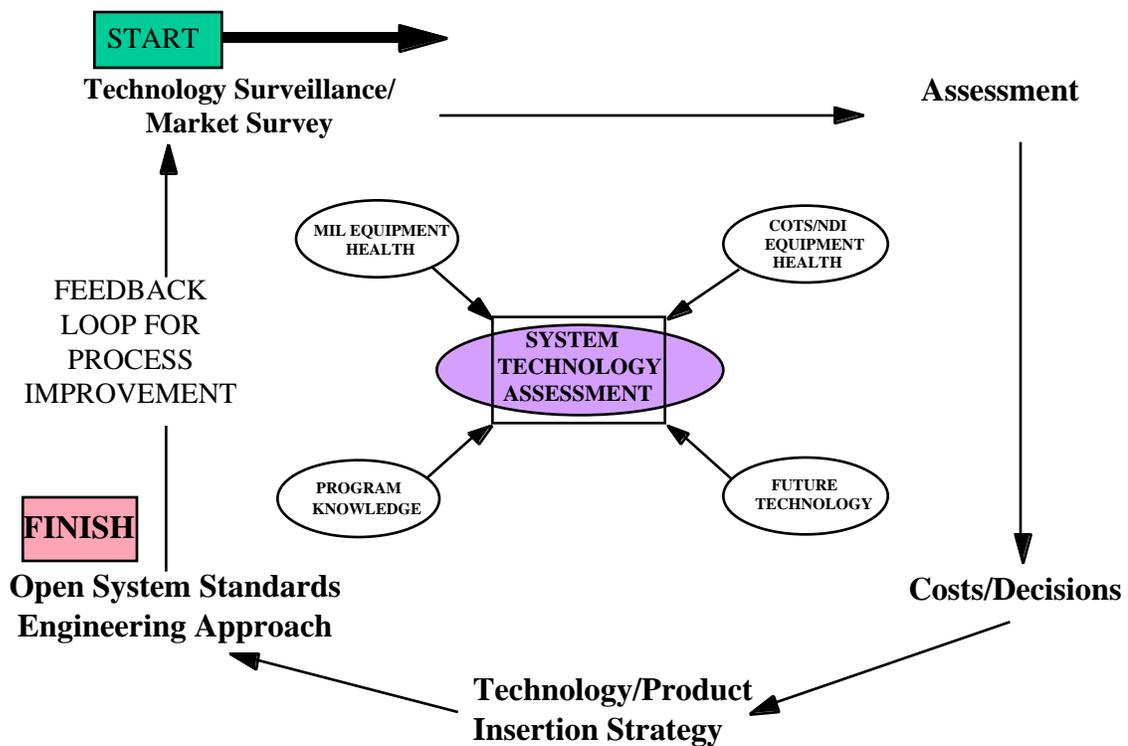 START
Technology Surveillance/
Market Survey
Assessment
MIL EQUIPMENT
HEALTH
COTS/NDI
EQUIPMENT
HEALTH
FEEDBACK
LOOP FOR
PROCESS
IMPROVEMENT
SYSTEM
TECHNOLOGY
ASSESSMENT
PROGRAM
KNOWLEDGE
FUTURE
TECHNOLOGY
FINISH
Open System Standards
Engineering Approach
Costs/Decisions
Technology/Product
Insertion Strategy